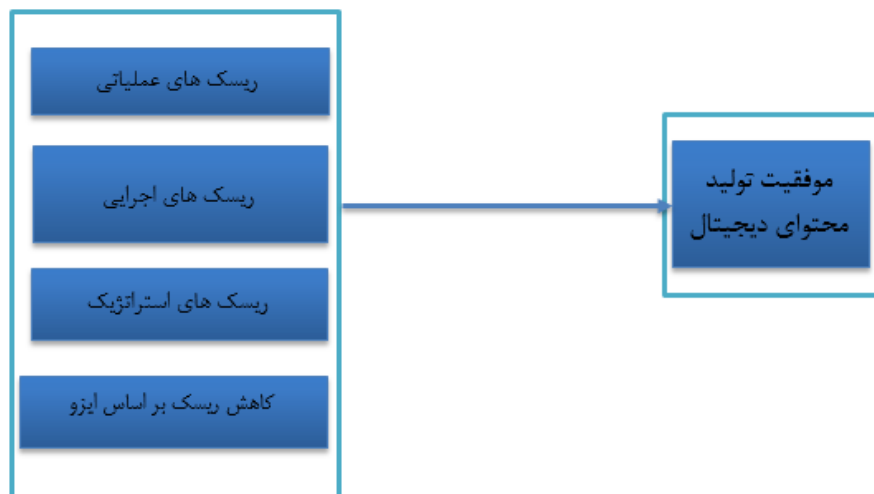 ریسک های عملیاتی
ریسک های اجرایی
ریسک های استراتژیک
کاهش ریسک بر اساس ایزو
موفقیت تولید
محتوای دیجیتال